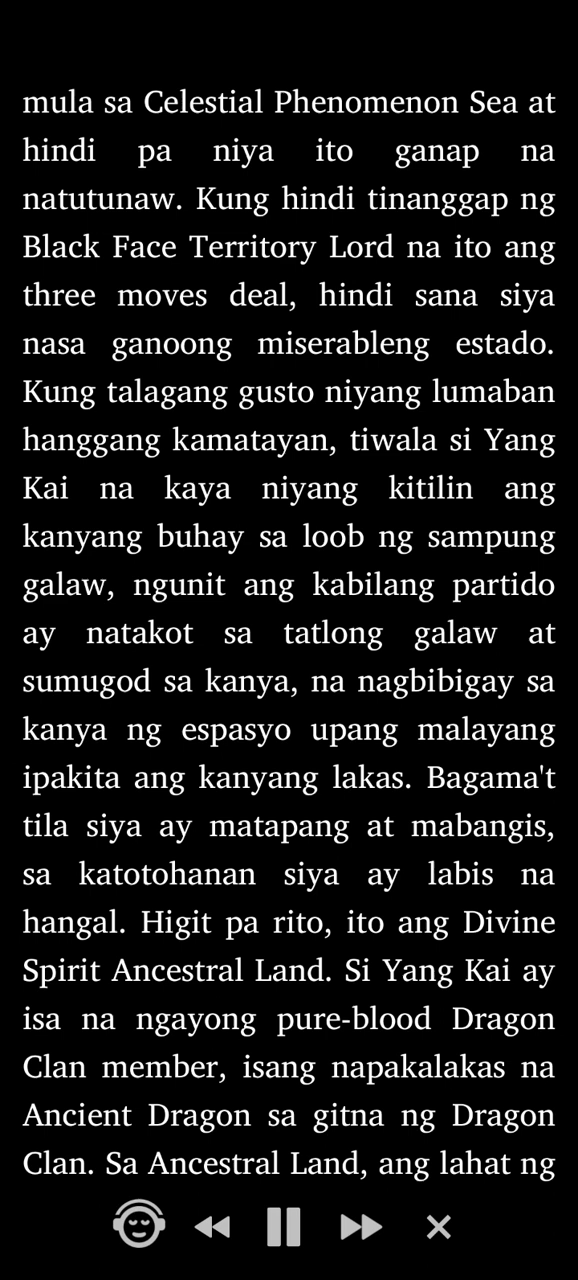 mula sa Celestial Phenomenon Sea at
hindi pa niya ito ganap na
natutunaw. Kung hindi tinanggap ng
Black Face Territory Lord na ito ang
three moves deal, hindi sana siya
nasa ganoong miserableng estado.
Kung talagang gusto niyang lumaban
hanggang kamatayan, tiwala si Yang
Kai na kaya niyang kitilin ang
kanyang buhay sa loob ng sampung
galaw, ngunit ang kabilang partido
ay natakot sa tatlong galaw at
sumugod sa kanya, na nagbibigay sa
kanya ng espasyo upang malayang
ipakita ang kanyang lakas. Bagama't
tila siya ay matapang at mabangis,
sa katotohanan siya ay labis na
hangal. Higit pa rito, ito ang Divine
Spirit Ancestral Land. Si Yang Kai ay
isa na ngayong pure-blood Dragon
Clan member, isang napakalakas na
Ancient Dragon sa gitna ng Dragon
Clan. Sa Ancestral Land, ang lahat ng